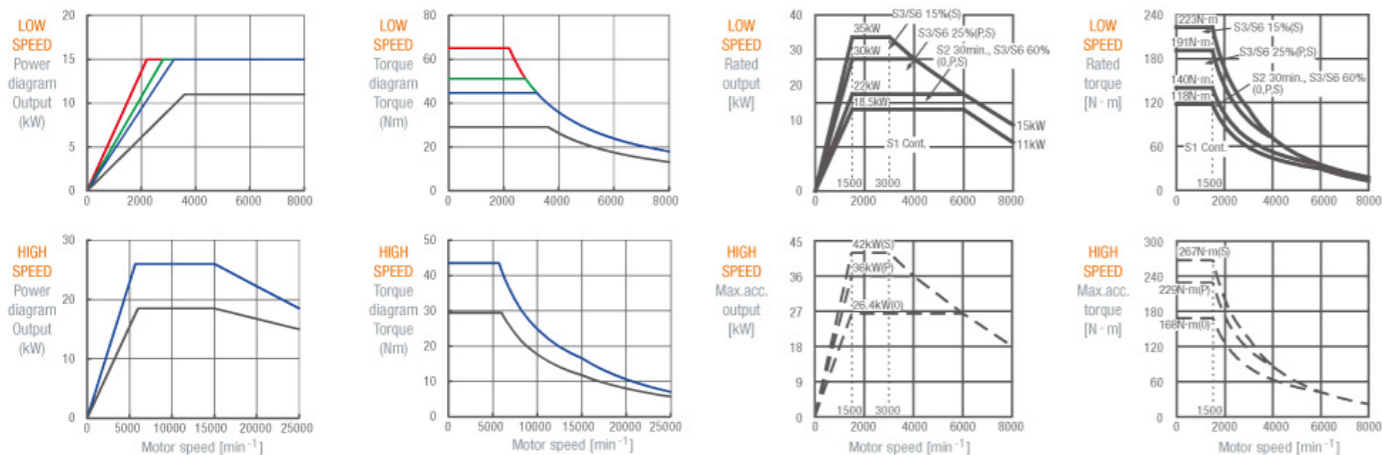 LOW
SPEED
Power
diagram
Output
(kW)
20
15
10
5
0
0 2000 4000 6000 8000
LOW
SPEED
Torque
diagram
Torque
(Nm)
80
60
40
20
0
0 2000 4000 6000 8000
LOW
SPEED
Rated
output
[kW]
40
30
20
10
0
35kW
30kW
22kW
18.5kW
S3/S6 15%(S)
S3/S6 25%(P,S)
S2 30min., S3/S6 60%
(0,P,S)
S1 Cont.
15kW
11kW
1500 3000
0 2000 4000 6000 8000
LOW
SPEED
Rated
torque
[N · m]
240
180
120
60
0
223N·m
191N·m
140N·m
118N·m
S3/S6 15%(S)
S3/S6 25%(P,S)
S2 30min., S3/S6 60%
(0,P,S)
S1 Cont.
1500
0 2000 4000 6000 8000
HIGH
SPEED
Power
diagram
Output
(kW)
30
20
10
0
0 5000 10000 15000 20000 25000
Motor speed [min-1]
HIGH
SPEED
Torque
diagram
Torque
(Nm)
50
40
30
20
10
0
0 5000 10000 15000 20000 25000
Motor speed [min-1]
HIGH
SPEED
Max.acc.
output
[kW]
45
36
27
18
9
0
42kW(S)
36kW(P)
26.4kW(0)
1500 3000
0 2000 4000 6000 8000
Motor speed [min-1]
HIGH
SPEED
Max.acc.
torque
[N · m]
300
240
180
120
60
0
267N·m(S)
229N·m(P)
168N·m(0)
1500
0 2000 4000 6000 8000
Motor speed [min-1]